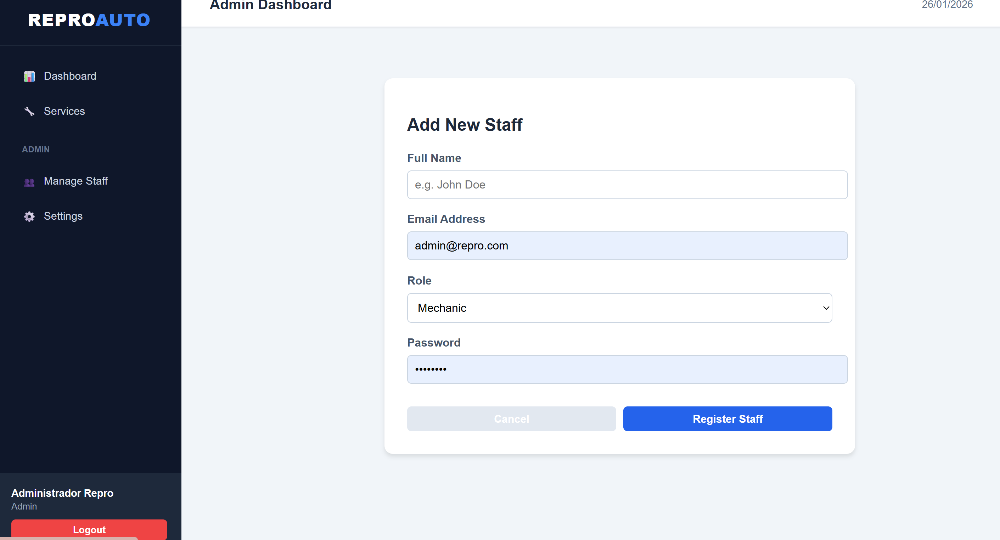 REPROAUTO
Dashboard
Services
ADMIN
Manage Staff
Settings
Administrador Repro
Admin
Logout
Admin Dashboard
26/01/2026
Add New Staff
Full Name
e.g. John Doe
Email Address
admin@repro.com
Role
Mechanic
Password
••••••••
Cancel
Register Staff